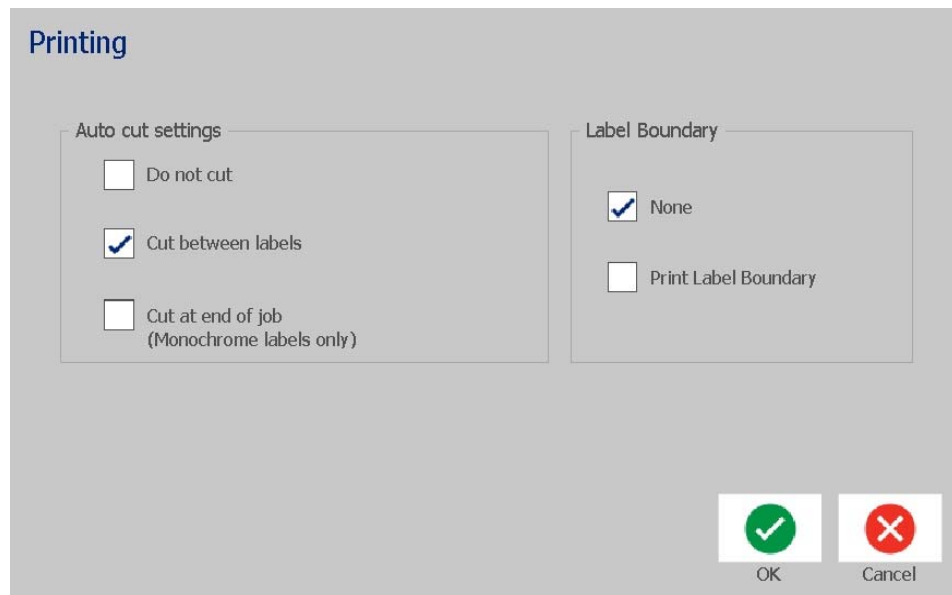 Printing
Auto cut settings
Do not cut
Cut between labels
Cut at end of job
(Monochrome labels only)
Label Boundary
None
Print Label Boundary
OK
Cancel